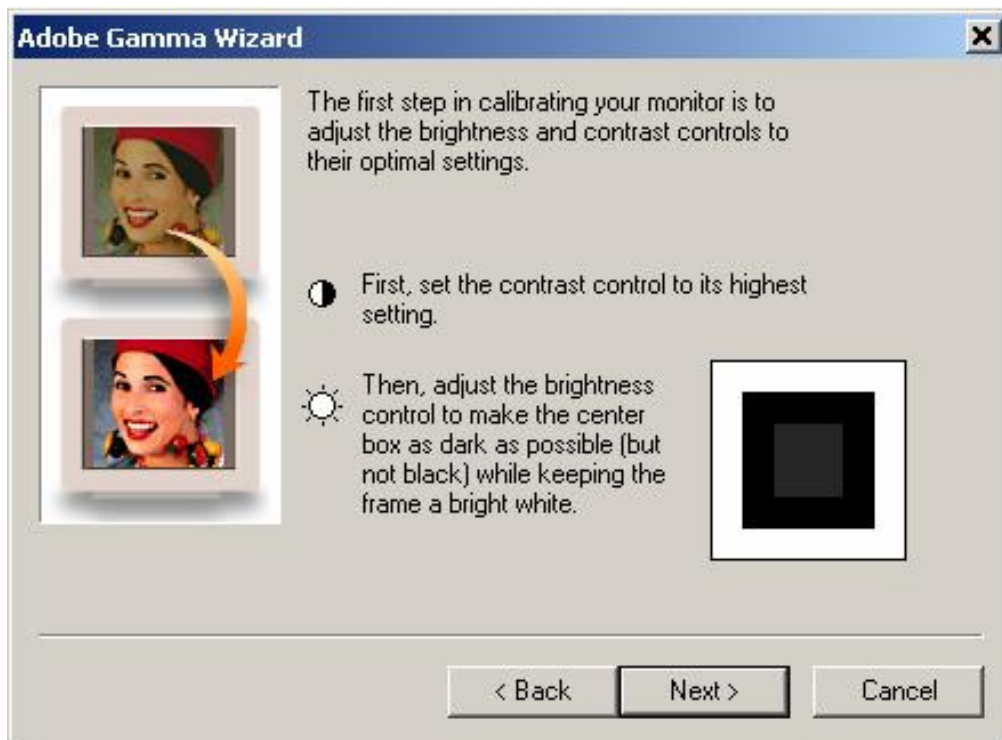 Adobe Gamma Wizard
The first step in calibrating your monitor is to
adjust the brightness and contrast controls to
their optimal settings.
First, set the contrast control to its highest
setting.
Then, adjust the brightness
control to make the center
box as dark as possible (but
not black) while keeping the
frame a bright white.
< Back
Next >
Cancel